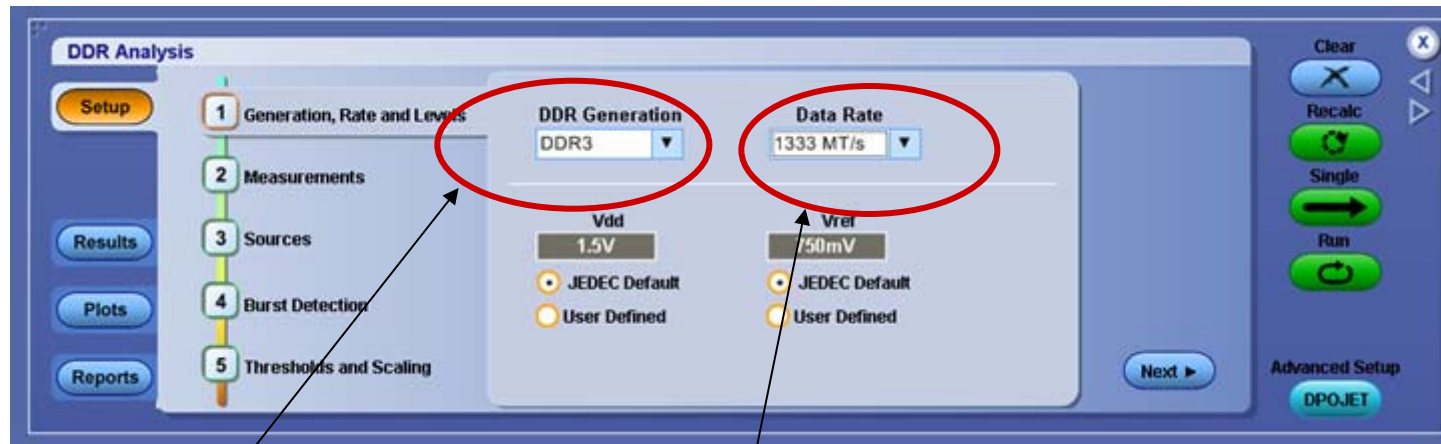 DDR Analysis
Setup
Results
Plots
Reports
1 Generation, Rate and Levels
2 Measurements
3 Sources
4 Burst Detection
5 Thresholds and Scaling
DDR Generation
DDR3
Data Rate
1333 MT/s
Vdd
1.5V
JEDEC Default
User Defined
Vref
750mV
JEDEC Default
User Defined
Next
Clear
X
Recalc
Single
Run
Advanced Setup
DPOJET